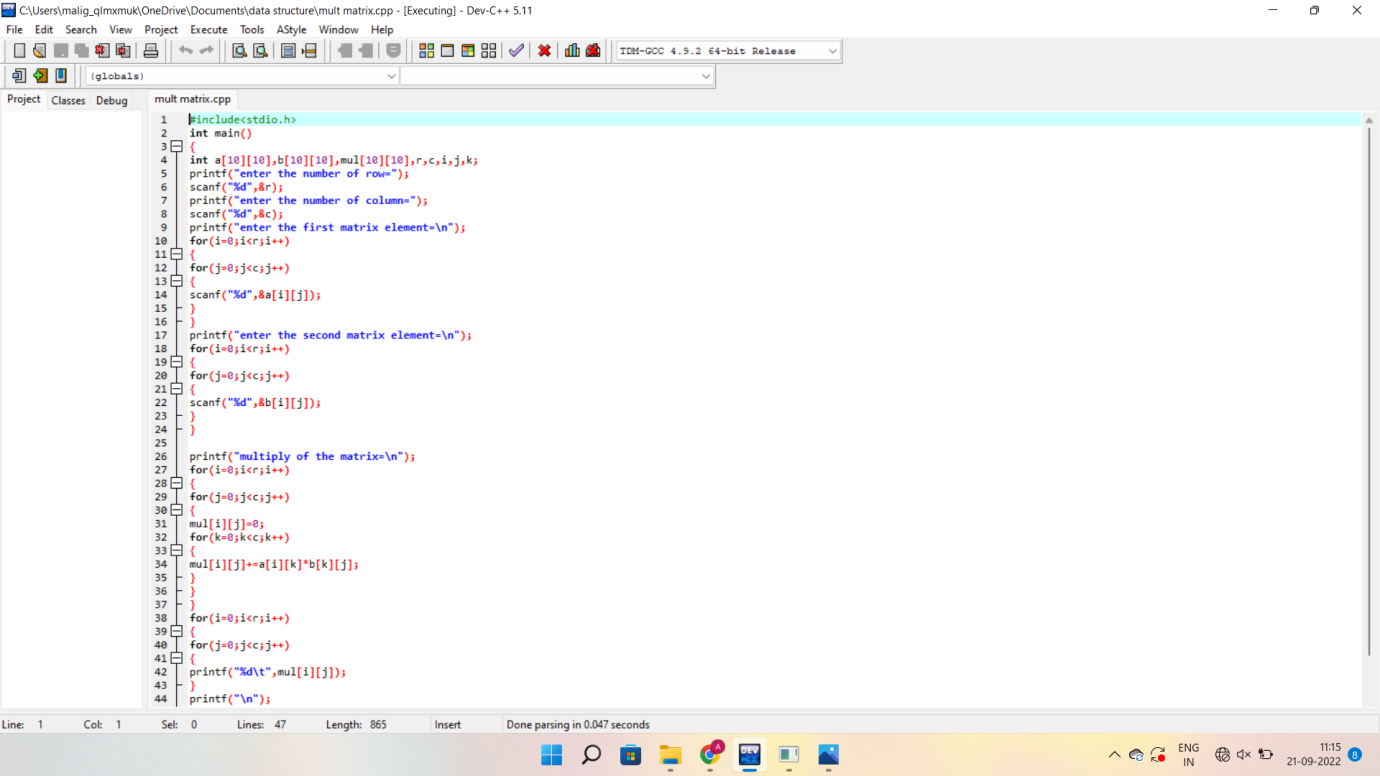 C:\Users\malig_qlmxmuk\OneDrive\Documents\data structure\mult matrix.cpp - [Executing] - Dev-C++ 5.11
File Edit Search View Project Execute Tools AStyle Window Help
TDM-GCC 4.9.2 64-bit Release
(globals)
Project Classes Debug mult matrix.cpp
1 #include<stdio.h>
2 int main()
3 {
4 int a[10][10],b[10][10],mul[10][10],r,c,i,j,k;
5 printf("enter the number of row=");
6 scanf("%d",&r);
7 printf("enter the number of column=");
8 scanf("%d",&c);
9 printf("enter the first matrix element=\n");
10 for(i=0;i<r;i++)
11 {
12 for(j=0;j<c;j++)
13 {
14 scanf("%d",&a[i][j]);
15 }
16 }
17 printf("enter the second matrix element=\n");
18 for(i=0;i<r;i++)
19 {
20 for(j=0;j<c;j++)
21 {
22 scanf("%d",&b[i][j]);
23 }
24 }
25
26 printf("multiply of the matrix=\n");
27 for(i=0;i<r;i++)
28 {
29 for(j=0;j<c;j++)
30 {
31 mul[i][j]=0;
32 for(k=0;k<c;k++)
33 {
34 mul[i][j]+=a[i][k]*b[k][j];
35 }
36 }
37 }
38 for(i=0;i<r;i++)
39 {
40 for(j=0;j<c;j++)
41 {
42 printf("%d\t",mul[i][j]);
43 }
44 printf("\n");
Line: 1 Col: 1 Sel: 0 Lines: 47 Length: 865 Insert Done parsing in 0.047 seconds
A DEV ENG 11:15
IN 21-09-2022 8